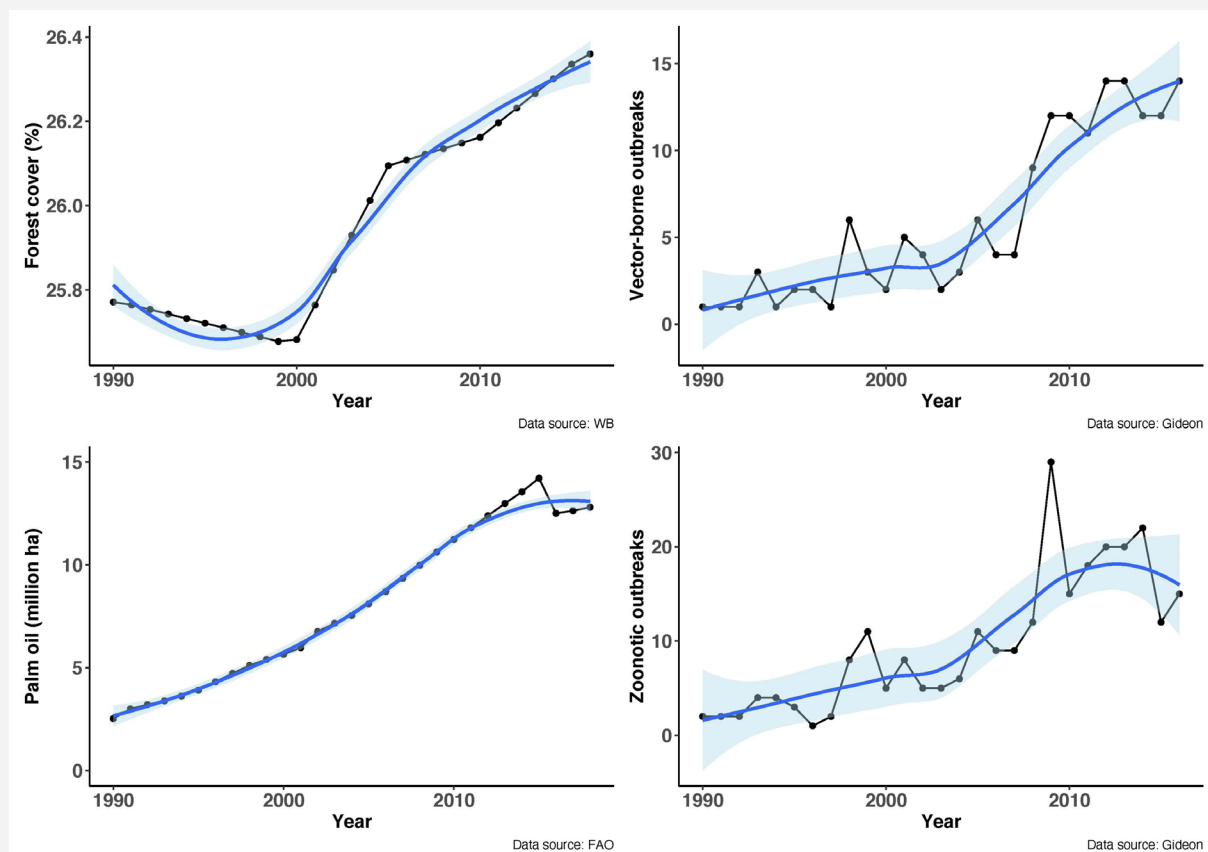 Forest cover (%)
26.4
26.2
26.0
25.8
1990 2000 2010
Year
Data source: WB
Vector-borne outbreaks
15
10
5
0
1990 2000 2010
Year
Data source: Gideon
Palm oil (million ha)
15
10
5
0
1990 2000 2010
Year
Data source: FAO
Zoonotic outbreaks
30
20
10
0
1990 2000 2010
Year
Data source: Gideon